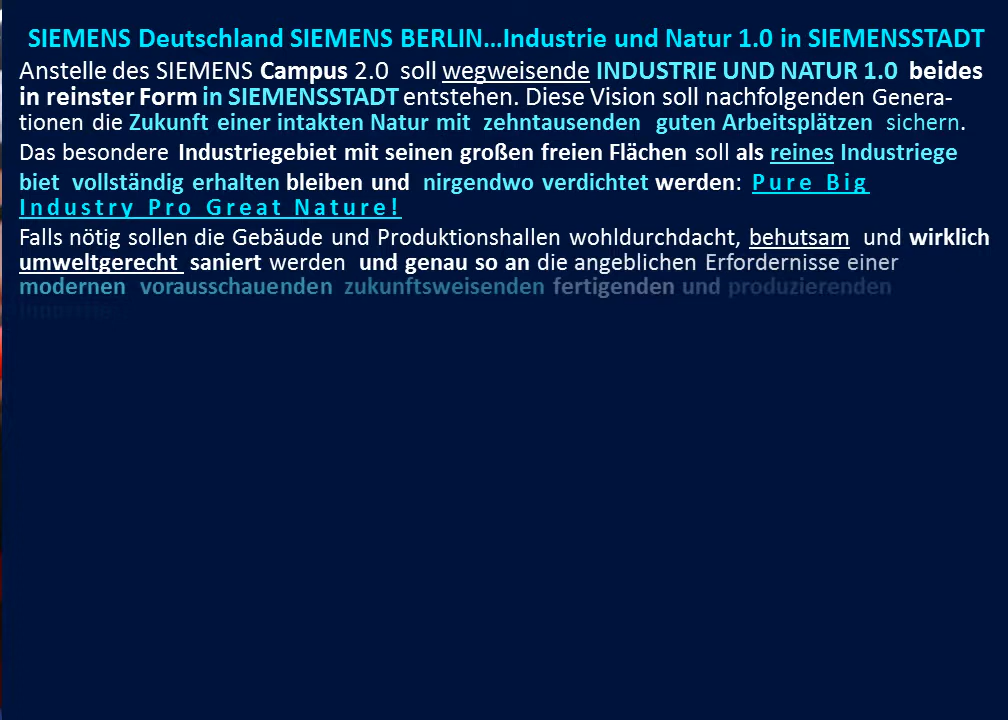 SIEMENS Deutschland SIEMENS BERLIN...Industrie und Natur 1.0 in SIEMENSSTADT
Anstelle des SIEMENS Campus 2.0 soll wegweisende INDUSTRIE UND NATUR 1.0 beides
in reinster Form in SIEMENSSTADT entstehen. Diese Vision soll nachfolgenden Genera-
tionen die Zukunft einer intakten Natur mit zehntausenden guten Arbeitsplätzen sichern.
Das besondere Industriegebiet mit seinen großen freien Flächen soll als reines Industriege
biet vollständig erhalten bleiben und nirgendwo verdichtet werden: Pure Big
Industry Pro Great Nature!
Falls nötig sollen die Gebäude und Produktionshallen wohldurchdacht, behutsam und wirklich
umweltgerecht saniert werden und genau so an die angeblichen Erfordernisse einer
modernen vorausschauenden zukunftsweisenden fertigenden und produzierenden